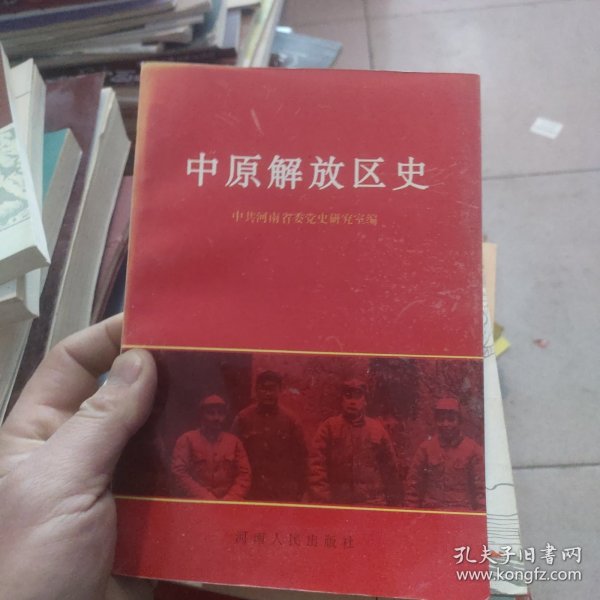 中原解放区史
中共河南省委党史研究室编
河南人民出版社
孔夫子旧书网
www.kongfz.com